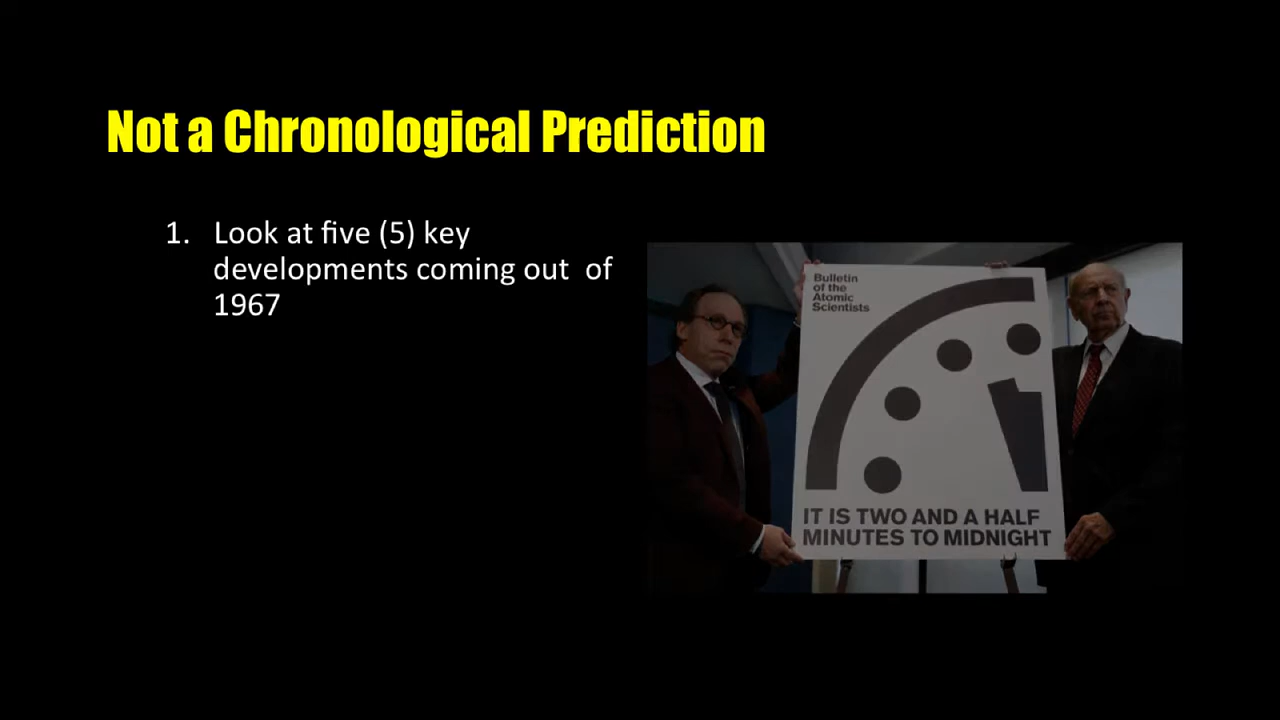 Not a Chronological Prediction
1. Look at five (5) key
developments coming out of
1967
Bulletin
of the
Atomic
Scientists
IT IS TWO AND A HALF
MINUTES TO MIDNIGHT